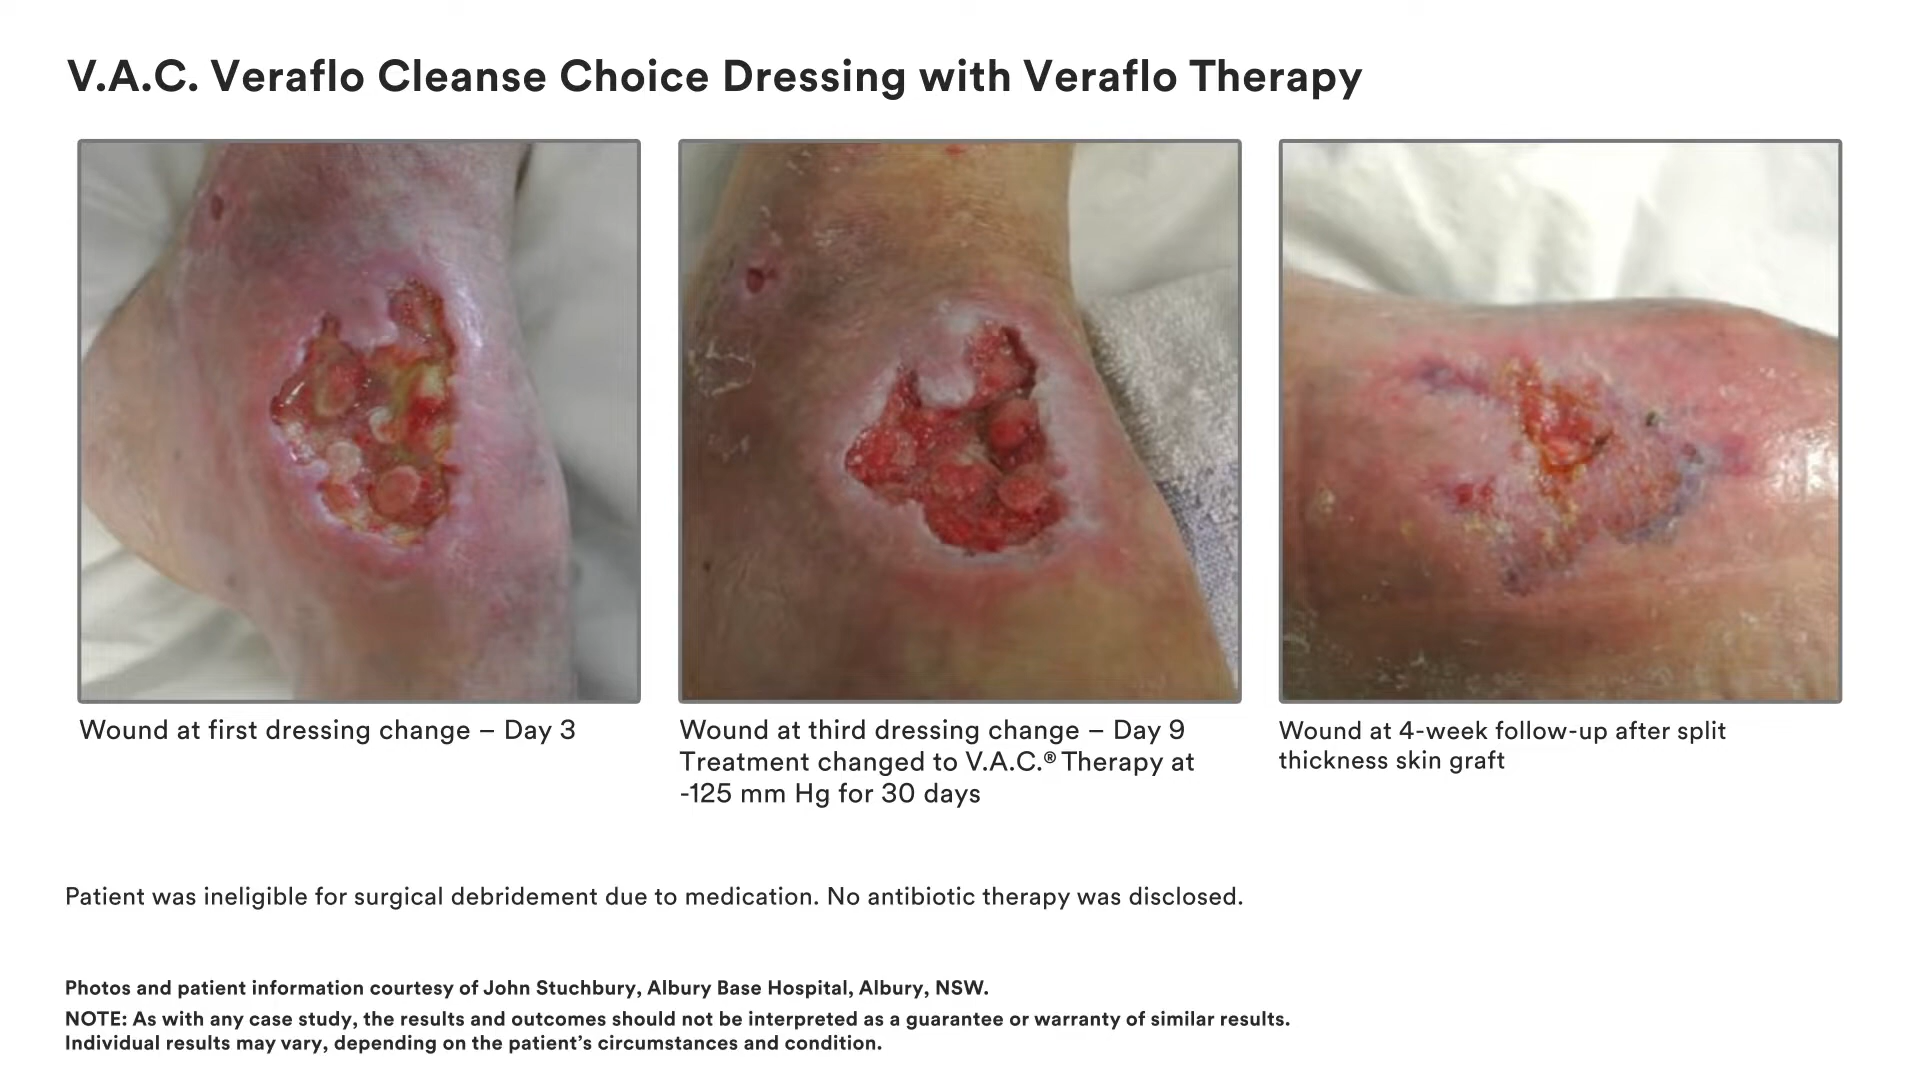 V.A.C. Veraflo Cleanse Choice Dressing with Veraflo Therapy
Wound at first dressing change – Day 3
Wound at third dressing change – Day 9
Treatment changed to V.A.C.® Therapy at
-125 mm Hg for 30 days
Wound at 4-week follow-up after split
thickness skin graft
Patient was ineligible for surgical debridement due to medication. No antibiotic therapy was disclosed.
Photos and patient information courtesy of John Stuchbury, Albury Base Hospital, Albury, NSW.
NOTE: As with any case study, the results and outcomes should not be interpreted as a guarantee or warranty of similar results.
Individual results may vary, depending on the patient’s circumstances and condition.